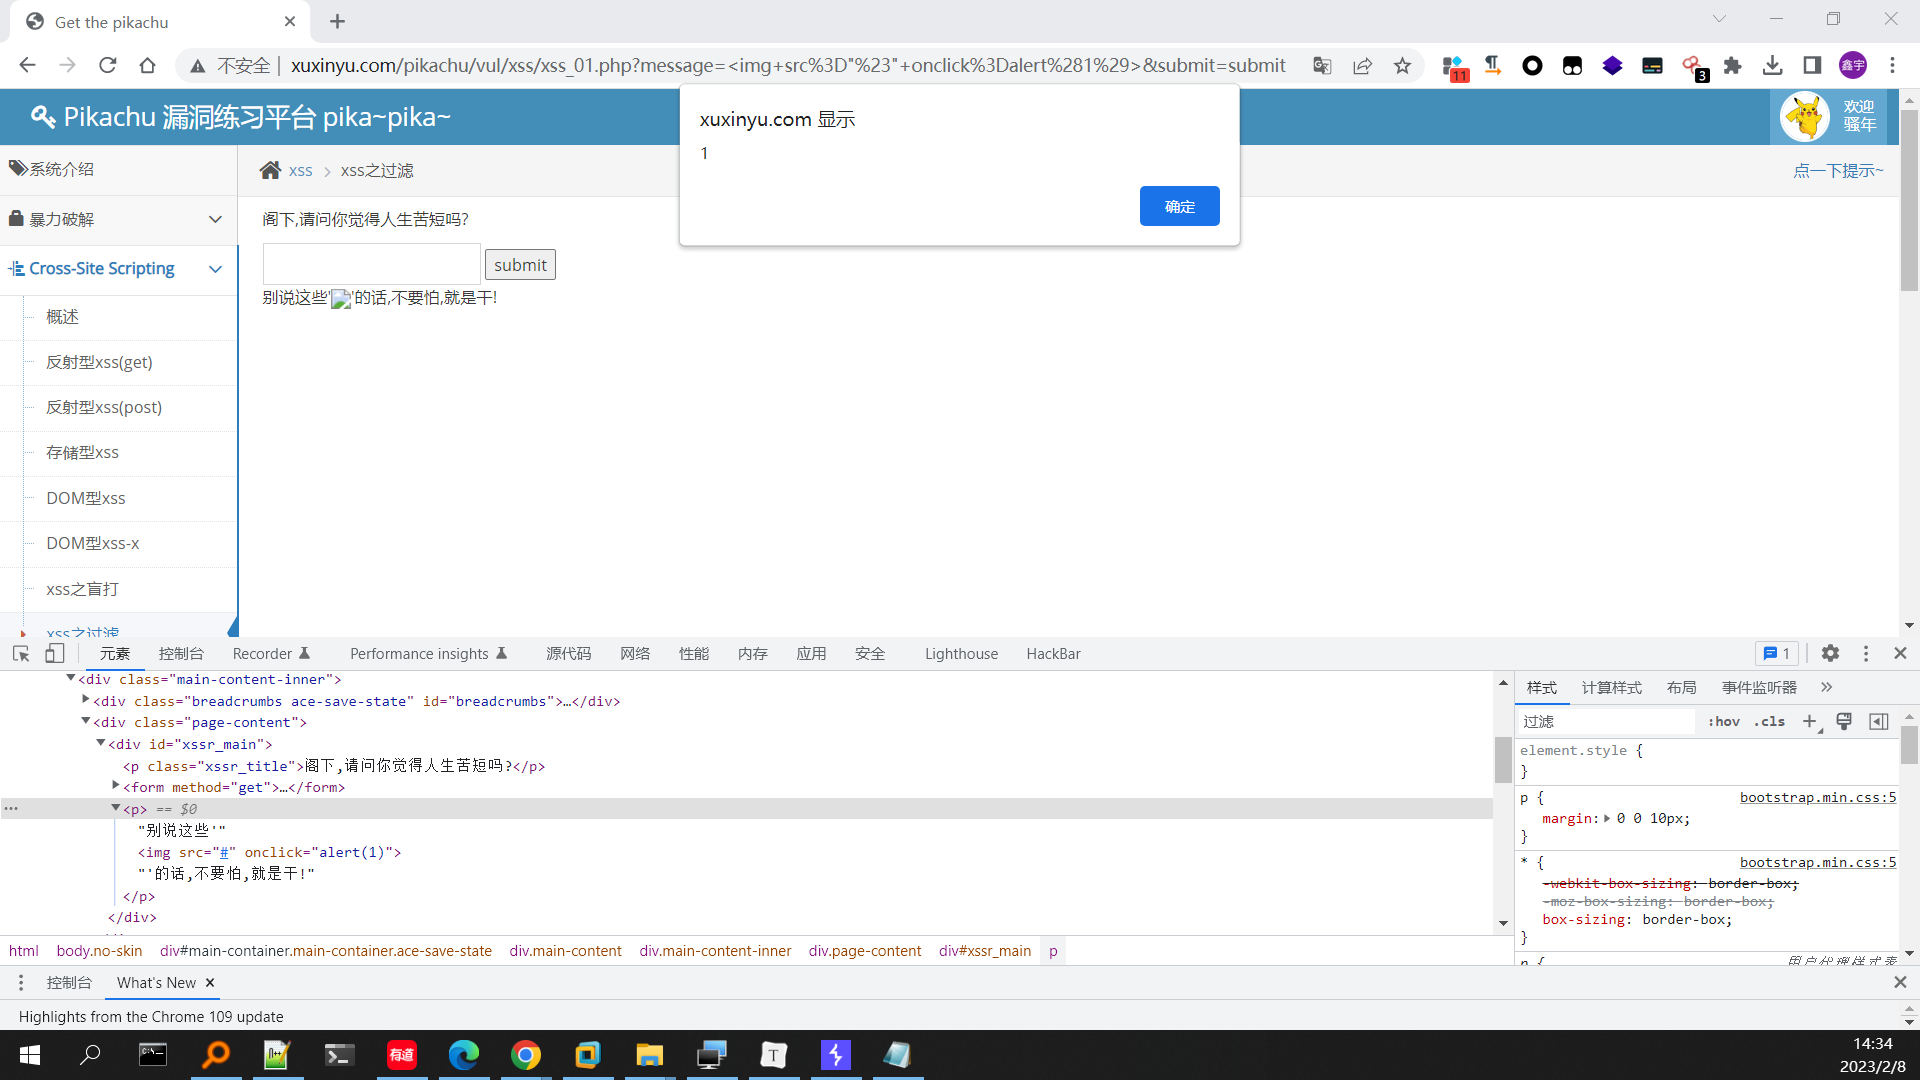 Get the pikachu
不安全
xuxinyu.com/pikachu/vul/xss/xss_01.php?message=<img+src%3D"%23"+onclick%3Dalert%281%29>&submit=submit
11
3
鑫宇
Pikachu 漏洞练习平台 pika~pika~
欢迎
骚年
xuxinyu.com 显示
1
确定
系统介绍
暴力破解
Cross-Site Scripting
概述
反射型xss(get)
反射型xss(post)
存储型xss
DOM型xss
DOM型xss-x
xss之盲打
xss之过滤
xss
xss之过滤
点一下提示~
阁下,请问你觉得人生苦短吗?
submit
别说这些''的话,不要怕,就是干!
元素 控制台 Recorder Performance insights 源代码 网络 性能 内存 应用 安全 Lighthouse HackBar
1
<div class="main-content-inner">
<div class="breadcrumbs ace-save-state" id="breadcrumbs">…</div>
<div class="page-content">
<div id="xssr_main">
<p class="xssr_title">阁下,请问你觉得人生苦短吗?</p>
<form method="get">…</form>
<p> == $0
"别说这些'"
<img src="#" onclick="alert(1)">
"'的话,不要怕,就是干!"
</p>
</div>
样式 计算样式 布局 事件监听器 »
过滤 :hov .cls
element.style {
}
p { bootstrap.min.css:5
margin: 0 0 10px;
}
* { bootstrap.min.css:5
-webkit-box-sizing: border-box;
-moz-box-sizing: border-box;
box-sizing: border-box;
}
p { 用户代理样式表
html body.no-skin div#main-container.main-container.ace-save-state div.main-content div.main-content-inner div.page-content div#xssr_main p
控制台 What's New
Highlights from the Chrome 109 update
有道
T
14:34
2023/2/8